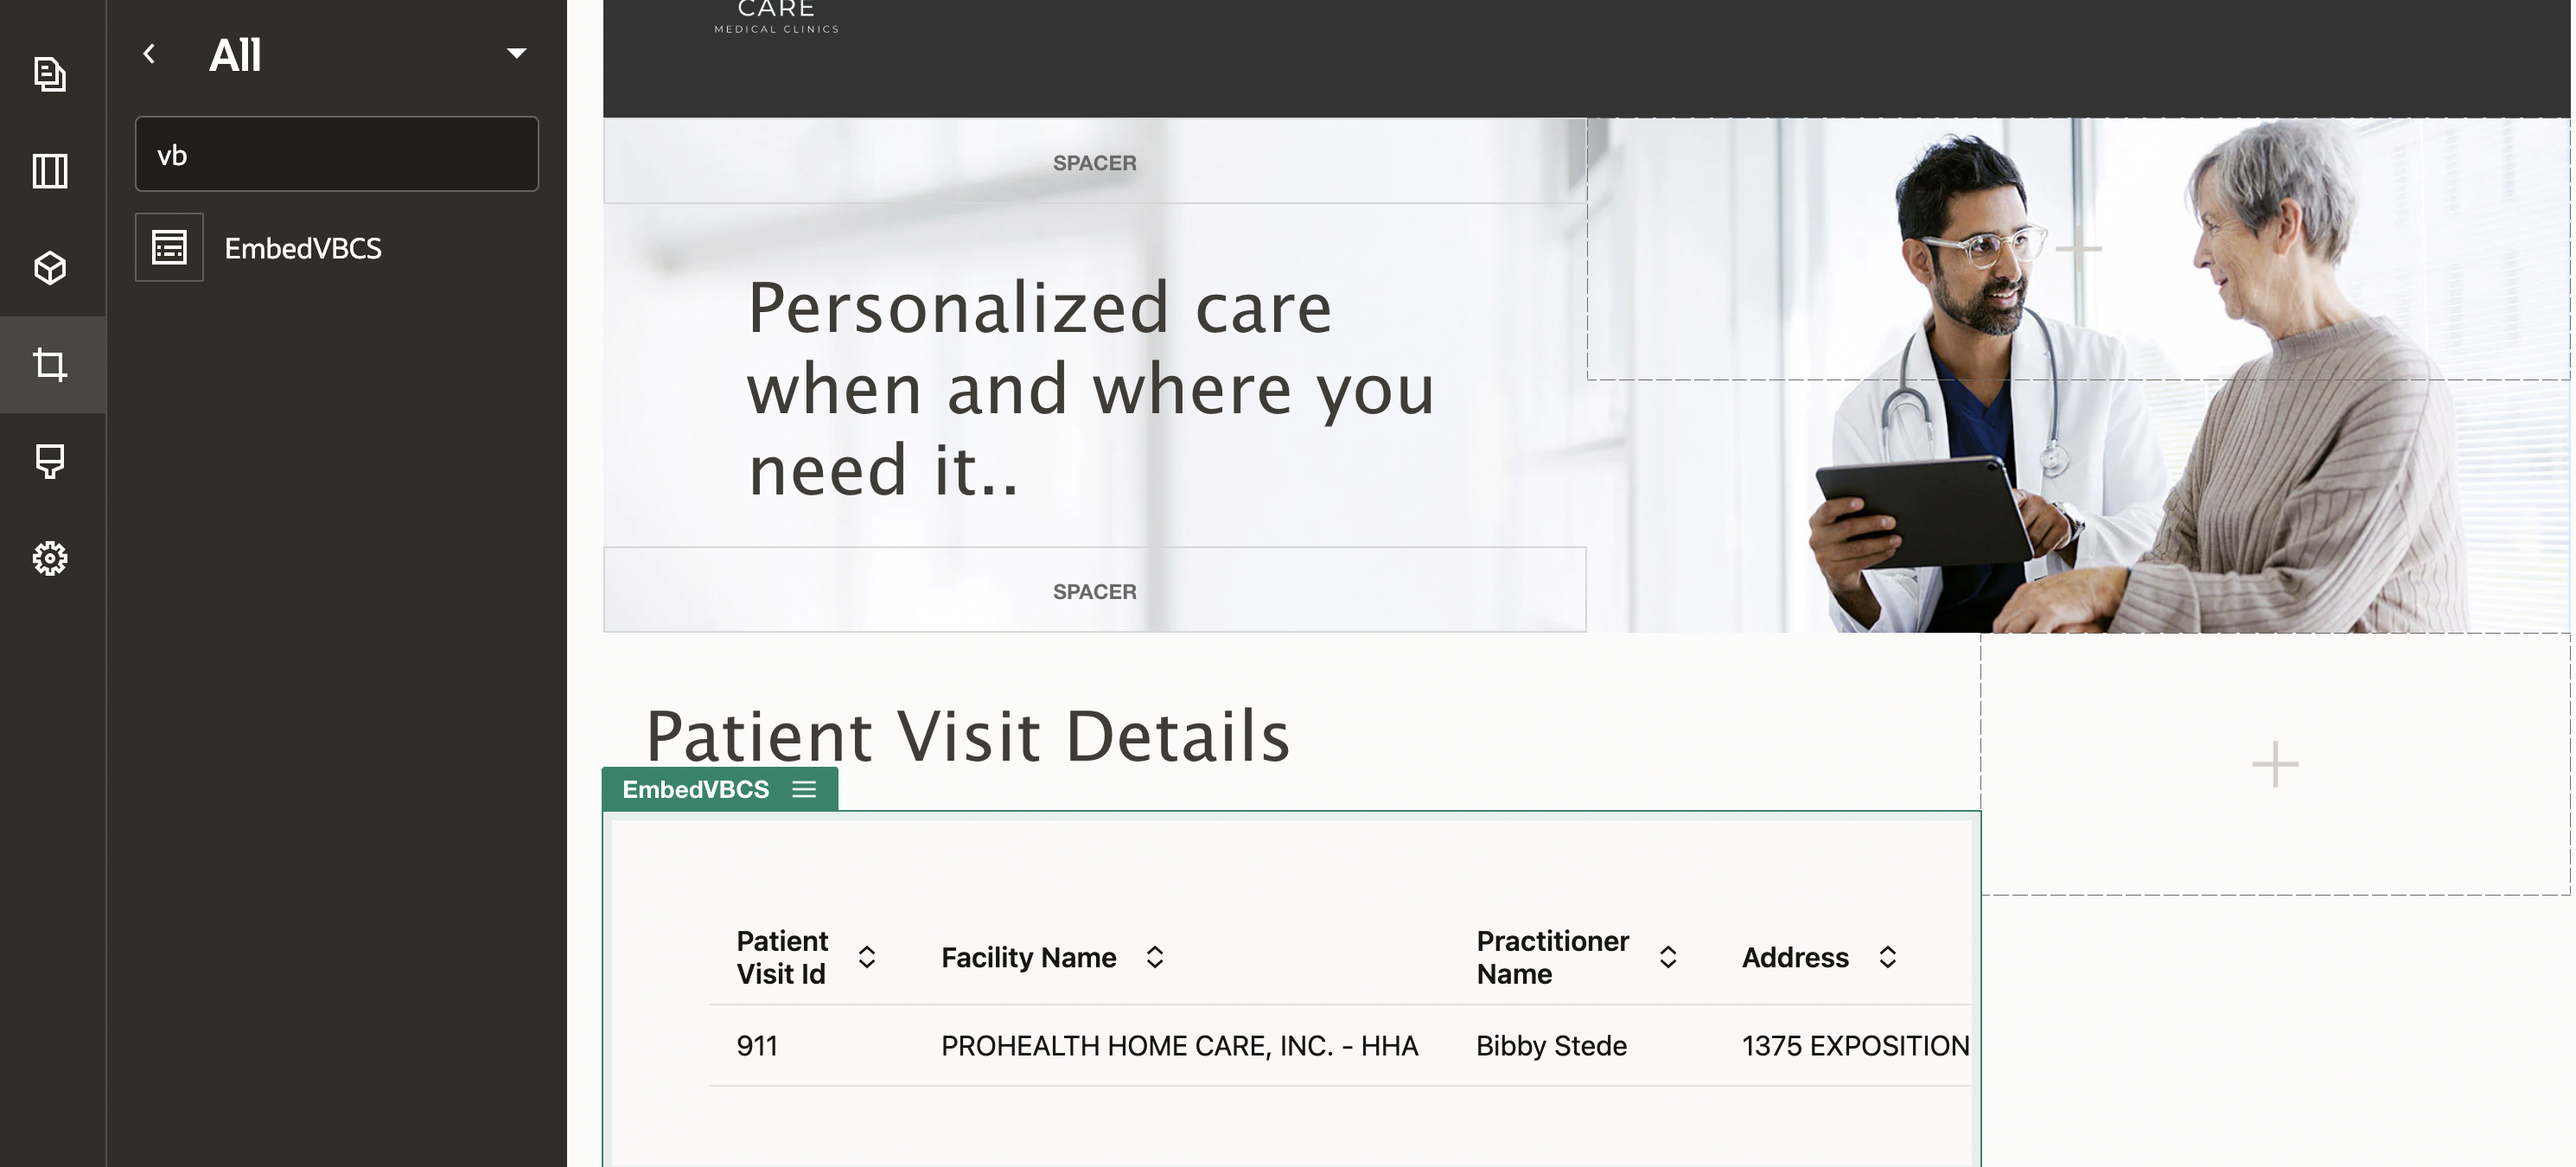 All
vb
EmbedVBCS
CARE
MEDICAL CLINICS
SPACER
Personalized care
when and where you
need it..
SPACER
Patient Visit Details
EmbedVBCS
Patient
Visit Id
Facility Name
Practitioner
Name
Address
911
PROHEALTH HOME CARE, INC. - HHA
Bibby Stede
1375 EXPOSITION